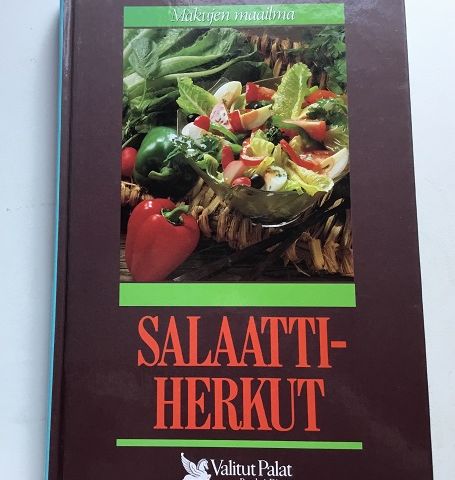 Makujen maailma
SALAATTI-
HERKUT
Valitut Palat